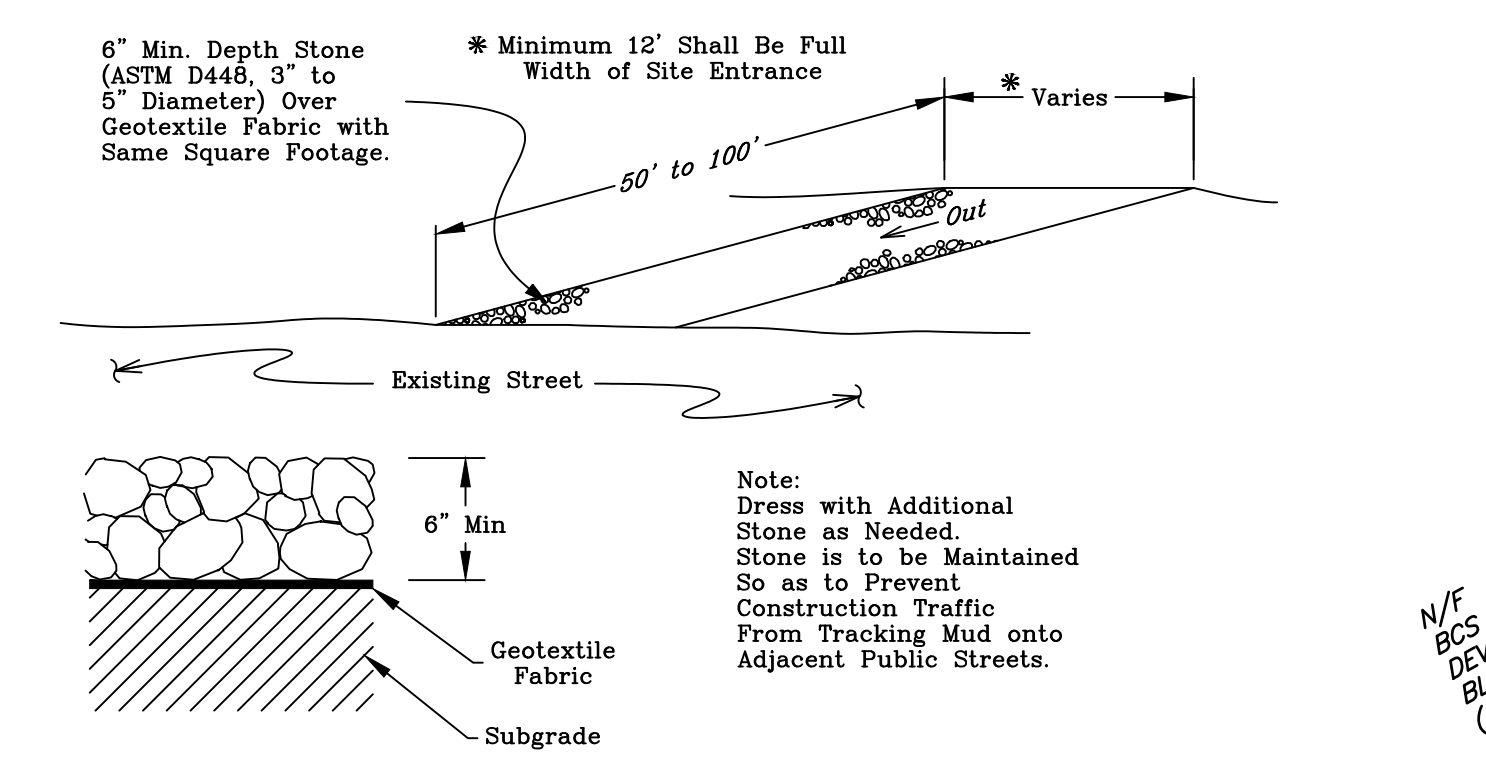 6" Min. Depth Stone
(ASTM D448, 3" to
5" Diameter) Over
Geotextile Fabric with
Same Square Footage.
* Minimum 12' Shall Be Full
Width of Site Entrance
* Varies
50' to 100'
Out
Existing Street
6" Min
Geotextile
Fabric
Subgrade
Note:
Dress with Additional
Stone as Needed.
Stone is to be Maintained
So as to Prevent
Construction Traffic
From Tracking Mud onto
Adjacent Public Streets.
N/F
BCS